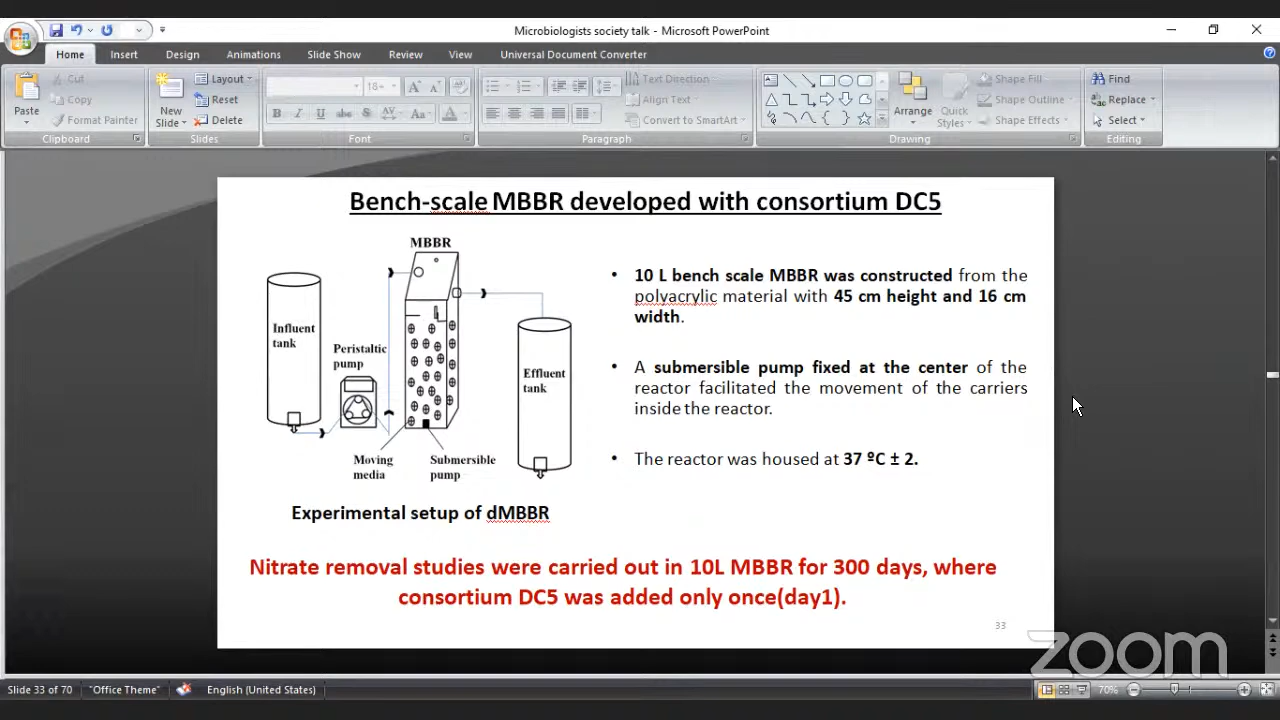 Microbiologists society talk - Microsoft PowerPoint
Home Insert Design Animations Slide Show Review View Universal Document Converter
Paste
Cut
Copy
Format Painter
Clipboard
New Slide
Layout
Reset
Delete
Slides
18
B I U abc S AV Aa A
Font
Text Direction
Align Text
Convert to SmartArt
Paragraph
Arrange
Quick Styles
Shape Fill
Shape Outline
Shape Effects
Drawing
Find
Replace
Select
Editing
Bench-scale MBBR developed with consortium DC5
MBBR
Influent
tank
Peristaltic
pump
Effluent
tank
Moving
media
Submersible
pump
Experimental setup of dMBBR
• 10 L bench scale MBBR was constructed from the
polyacrylic material with 45 cm height and 16 cm
width.
• A submersible pump fixed at the center of the
reactor facilitated the movement of the carriers
inside the reactor.
• The reactor was housed at 37 ºC ± 2.
Nitrate removal studies were carried out in 10L MBBR for 300 days, where
consortium DC5 was added only once(day1).
33
zoom
Slide 33 of 70 "Office Theme" English (United States) 70%